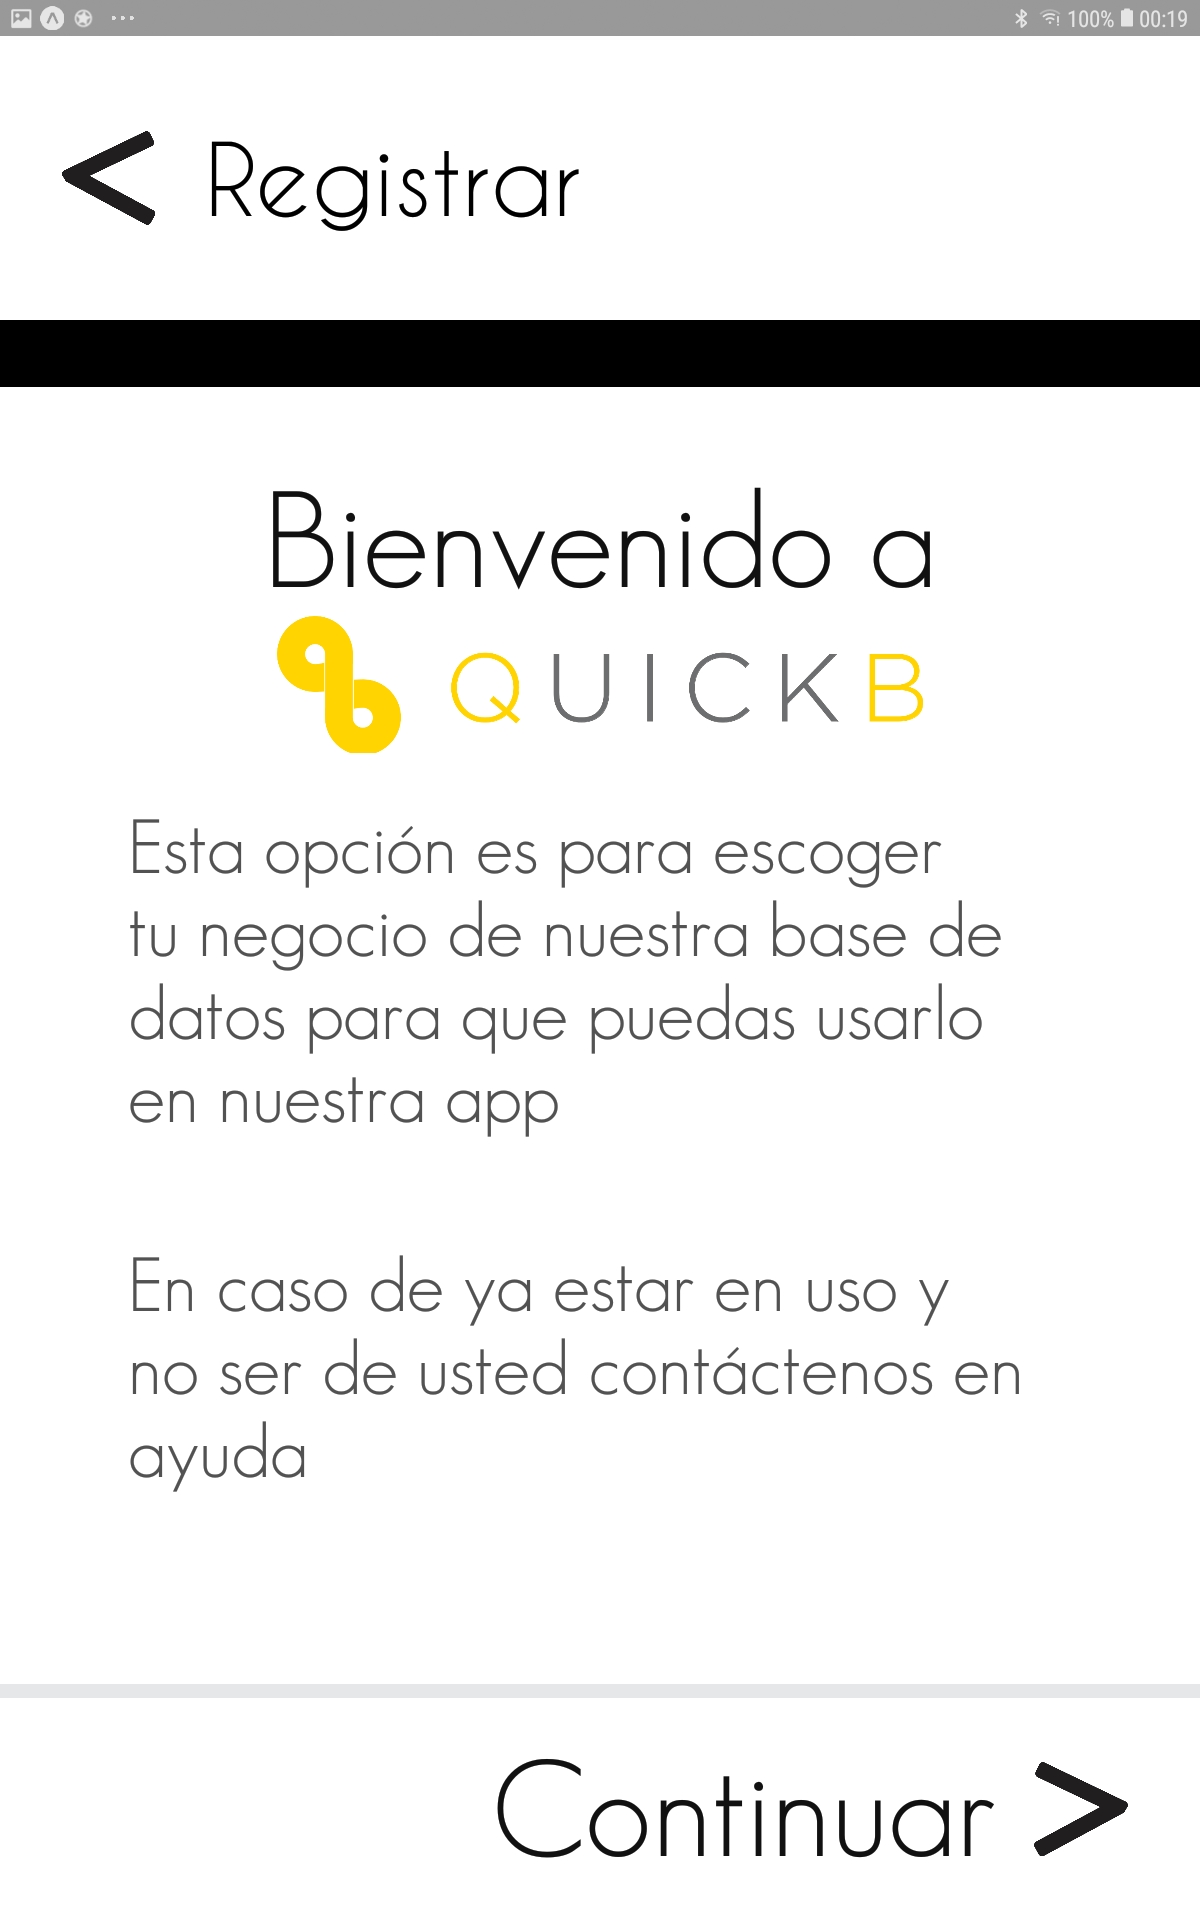 100% 00:19
Registrar
Bienvenido a
QUICKB
Esta opción es para escoger
tu negocio de nuestra base de
datos para que puedas usarlo
en nuestra app
En caso de ya estar en uso y
no ser de usted contáctenos en
ayuda
Continuar